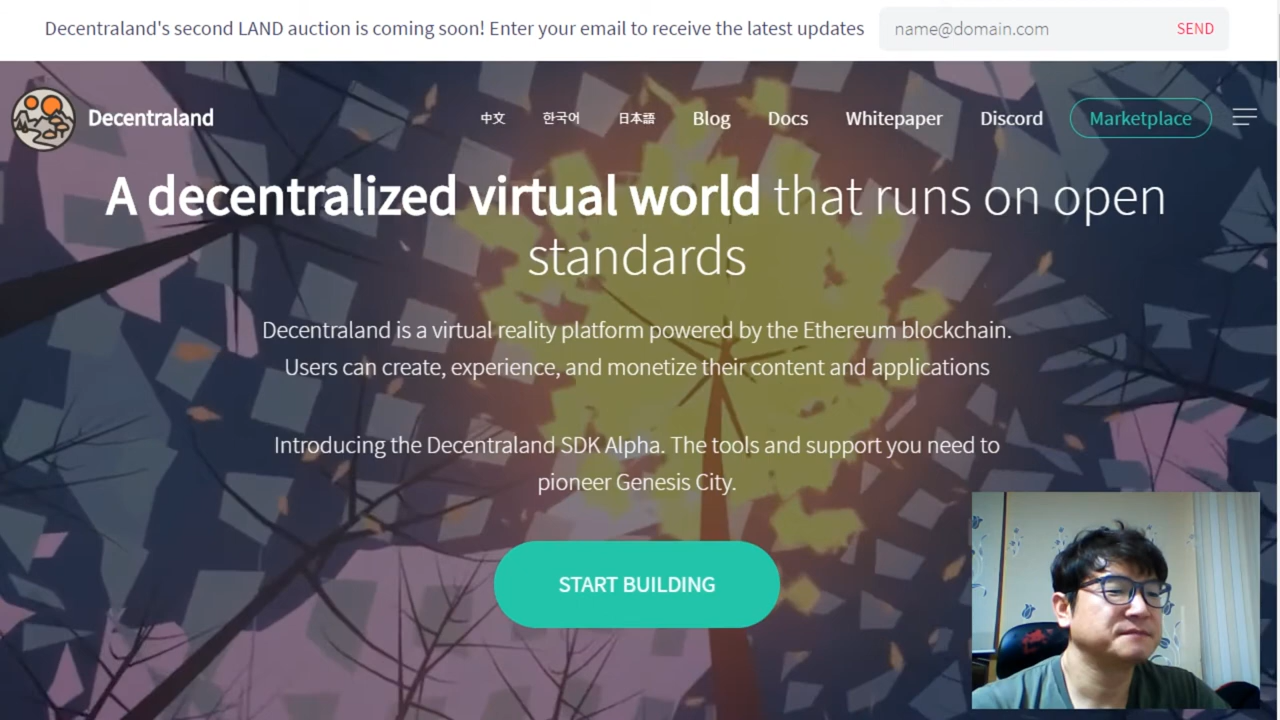 Decentraland's second LAND auction is coming soon! Enter your email to receive the latest updates name@domain.com SEND
Decentraland 中文 한국어 日本語 Blog Docs Whitepaper Discord Marketplace
A decentralized virtual world that runs on open
standards
Decentraland is a virtual reality platform powered by the Ethereum blockchain.
Users can create, experience, and monetize their content and applications
Introducing the Decentraland SDK Alpha. The tools and support you need to
pioneer Genesis City.
START BUILDING